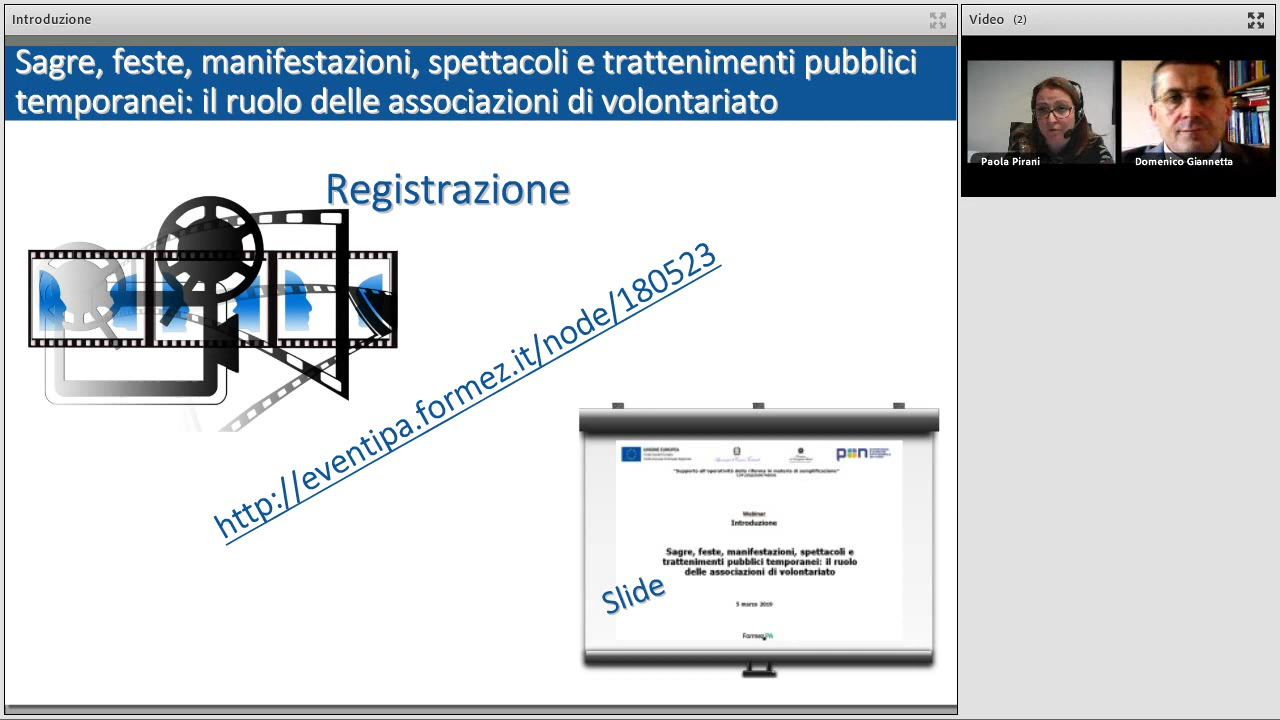 Introduzione
Video (2)
Sagre, feste, manifestazioni, spettacoli e trattenimenti pubblici
temporanei: il ruolo delle associazioni di volontariato
Paola Pirani
Domenico Giannetta
Registrazione
http://eventipa.formez.it/node/180523
UNIONE EUROPEA
"Supporto all'operatività della riforma in materia di semplificazione"
Webinar
Introduzione
Sagre, feste, manifestazioni, spettacoli e
trattenimenti pubblici temporanei: il ruolo
delle associazioni di volontariato
Slide
5 marzo 2019
FormezPA